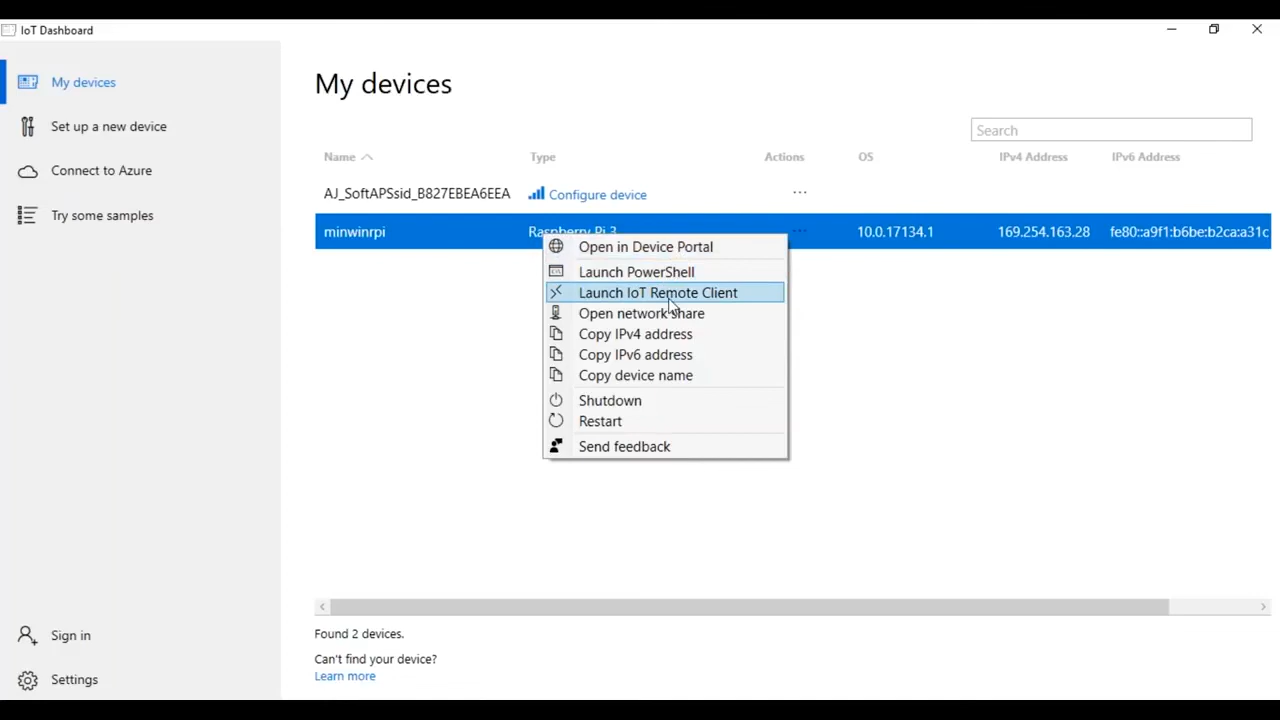 IoT Dashboard
My devices
Set up a new device
Connect to Azure
Try some samples
Sign in
Settings
My devices
Search
Name Type Actions OS IPv4 Address IPv6 Address
AJ_SoftAPSsid_B827EBEA6EEA Configure device ...
minwinrpi Raspberry Pi 3 ... 10.0.17134.1 169.254.163.28 fe80::a9f1:b6be:b2ca:a31c
Open in Device Portal
Launch PowerShell
Launch IoT Remote Client
Open network share
Copy IPv4 address
Copy IPv6 address
Copy device name
Shutdown
Restart
Send feedback
Found 2 devices.
Can't find your device?
Learn more